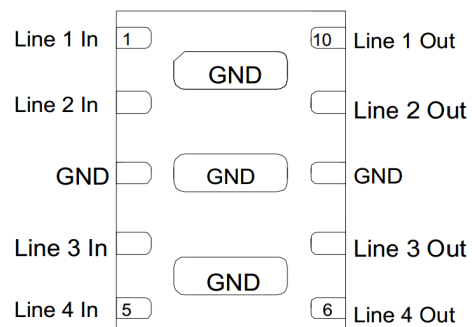 Line 1 In 1 10 Line 1 Out
GND
Line 2 In Line 2 Out
GND GND GND
Line 3 In Line 3 Out
GND
Line 4 In 5 6 Line 4 Out